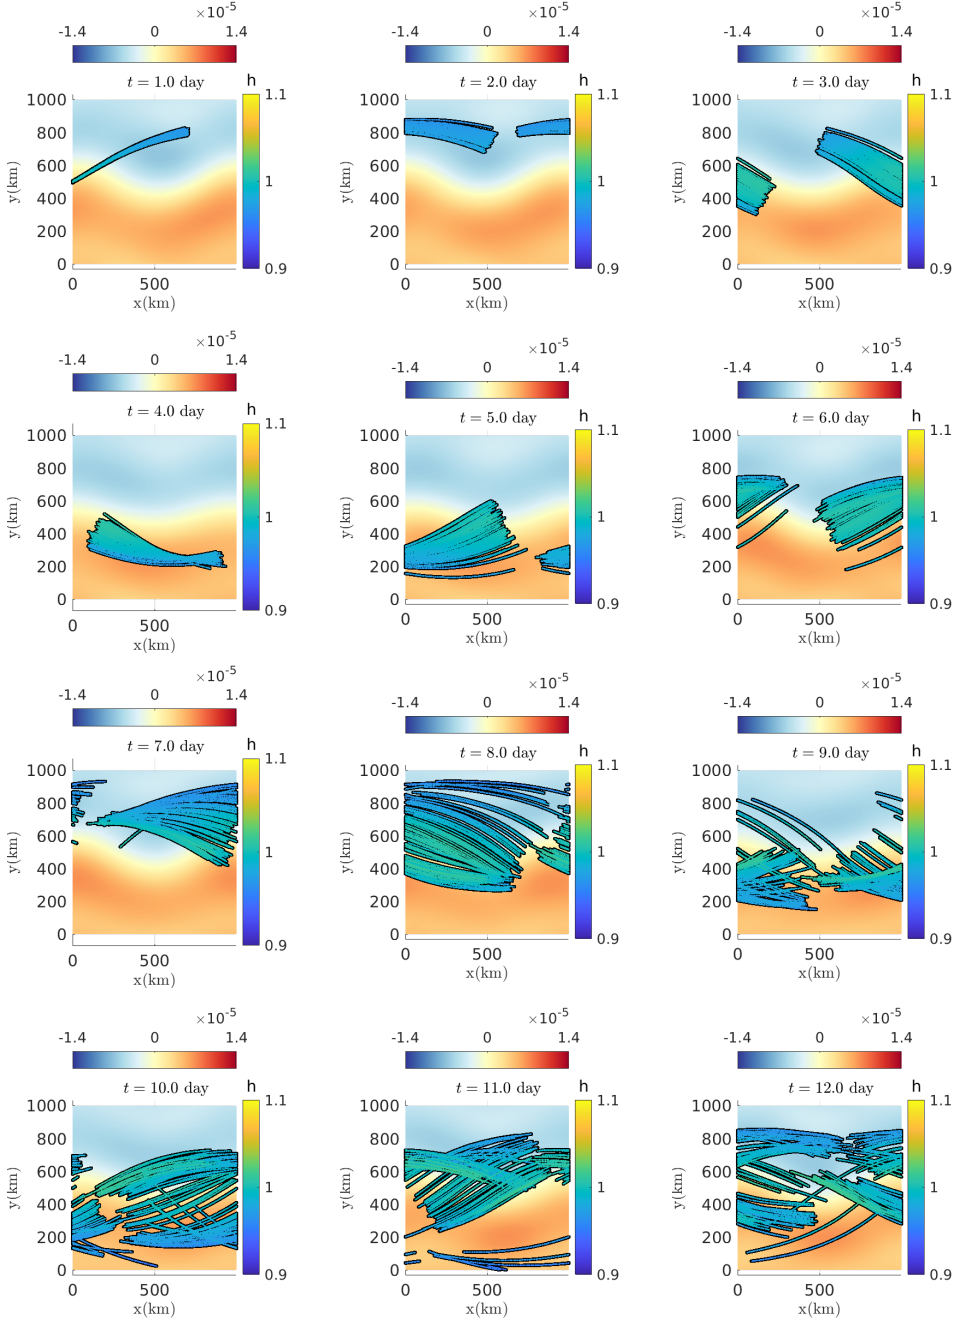 ×10⁻⁵ ×10⁻⁵ ×10⁻⁵
-1.4 0 1.4 -1.4 0 1.4 -1.4 0 1.4
t = 1.0 day h t = 2.0 day h t = 3.0 day h
1000 1.1 1000 1.1 1000 1.1
800 800 800
600 600 600
y(km) 1 y(km) 1 y(km) 1
400 400 400
200 200 200
0 0.9 0 0.9 0 0.9
0 500 0 500 0 500
x(km) x(km) x(km)
×10⁻⁵ ×10⁻⁵ ×10⁻⁵
-1.4 0 1.4 -1.4 0 1.4 -1.4 0 1.4
t = 4.0 day h t = 5.0 day h t = 6.0 day h
1000 1.1 1000 1.1 1000 1.1
800 800 800
600 600 600
y(km) 1 y(km) 1 y(km) 1
400 400 400
200 200 200
0 0.9 0 0.9 0 0.9
0 500 0 500 0 500
x(km) x(km) x(km)
×10⁻⁵ ×10⁻⁵ ×10⁻⁵
-1.4 0 1.4 -1.4 0 1.4 -1.4 0 1.4
t = 7.0 day h t = 8.0 day h t = 9.0 day h
1000 1.1 1000 1.1 1000 1.1
800 800 800
600 600 600
y(km) 1 y(km) 1 y(km) 1
400 400 400
200 200 200
0 0.9 0 0.9 0 0.9
0 500 0 500 0 500
x(km) x(km) x(km)
×10⁻⁵ ×10⁻⁵ ×10⁻⁵
-1.4 0 1.4 -1.4 0 1.4 -1.4 0 1.4
t = 10.0 day h t = 11.0 day h t = 12.0 day h
1000 1.1 1000 1.1 1000 1.1
800 800 800
600 600 600
y(km) 1 y(km) 1 y(km) 1
400 400 400
200 200 200
0 0.9 0 0.9 0 0.9
0 500 0 500 0 500
x(km) x(km) x(km)